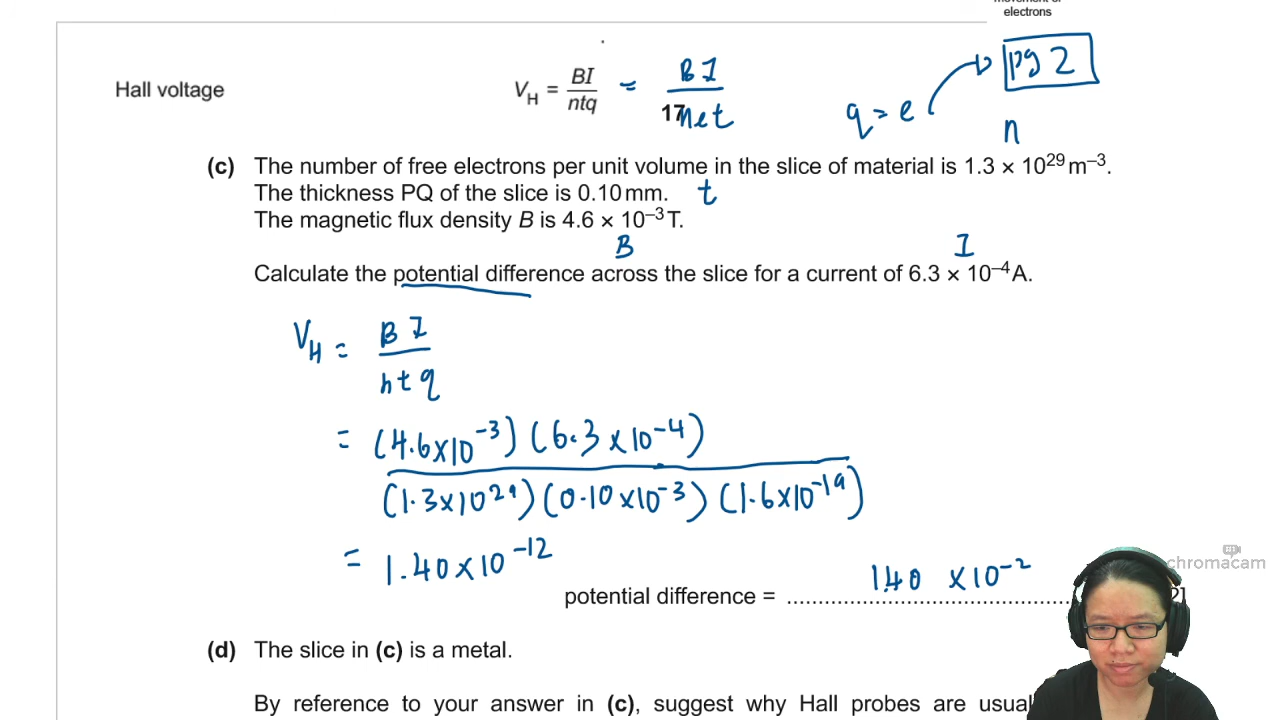 electrons
Hall voltage V_H = BI/ntq = BI/net
17
q = e → pg 2
n
(c) The number of free electrons per unit volume in the slice of material is 1.3 × 10^29 m^–3.
The thickness PQ of the slice is 0.10 mm. t
The magnetic flux density B is 4.6 × 10^–3 T.
B I
Calculate the potential difference across the slice for a current of 6.3 × 10^–4 A.
V_H = BI/ntq
= (4.6×10^-3)(6.3×10^-4)
(1.3×10^29)(0.10×10^-3)(1.6×10^-19)
= 1.40×10^-12
potential difference = 1.40 ×10^-2
chromacam
(d) The slice in (c) is a metal.
By reference to your answer in (c), suggest why Hall probes are